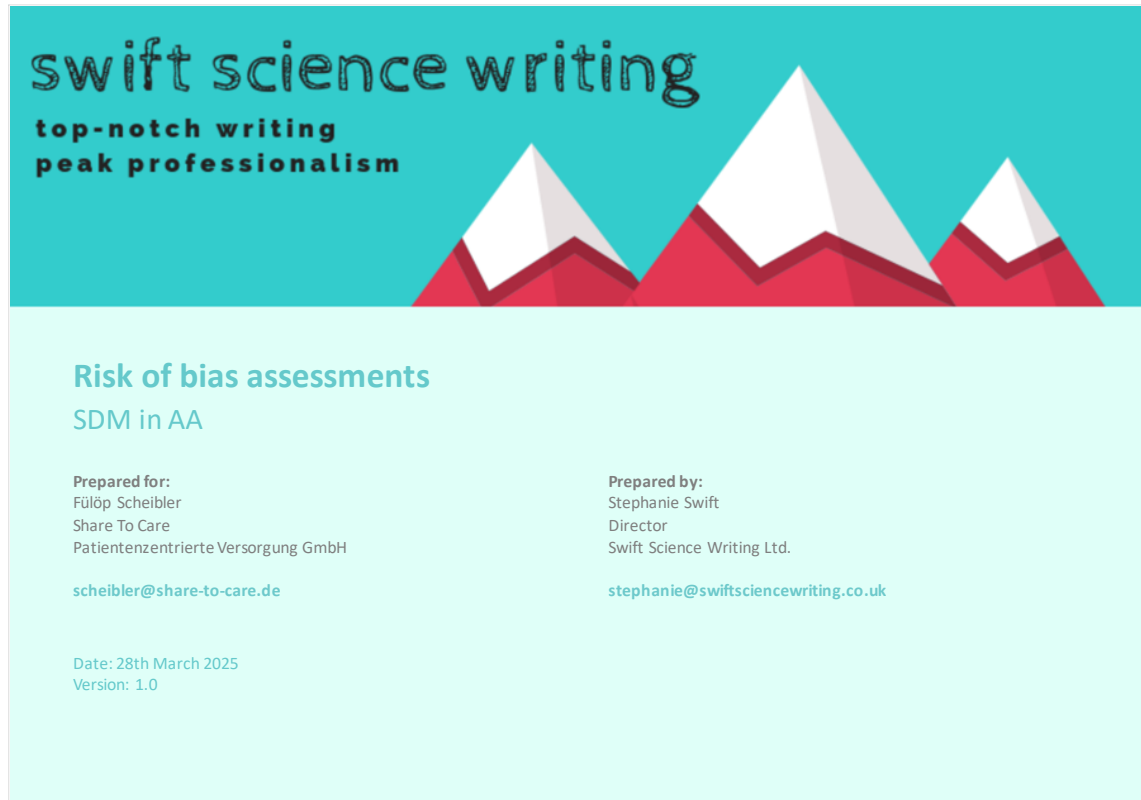 swift science writing
top-notch writing
peak professionalism
Risk of bias assessments
SDM in AA
Prepared for:
Fülöp Scheibler
Share To Care
Patientenzentrierte Versorgung GmbH
scheibler@share-to-care.de
Prepared by:
Stephanie Swift
Director
Swift Science Writing Ltd.
stephanie@swiftsciencewriting.co.uk
Date: 28th March 2025
Version: 1.0